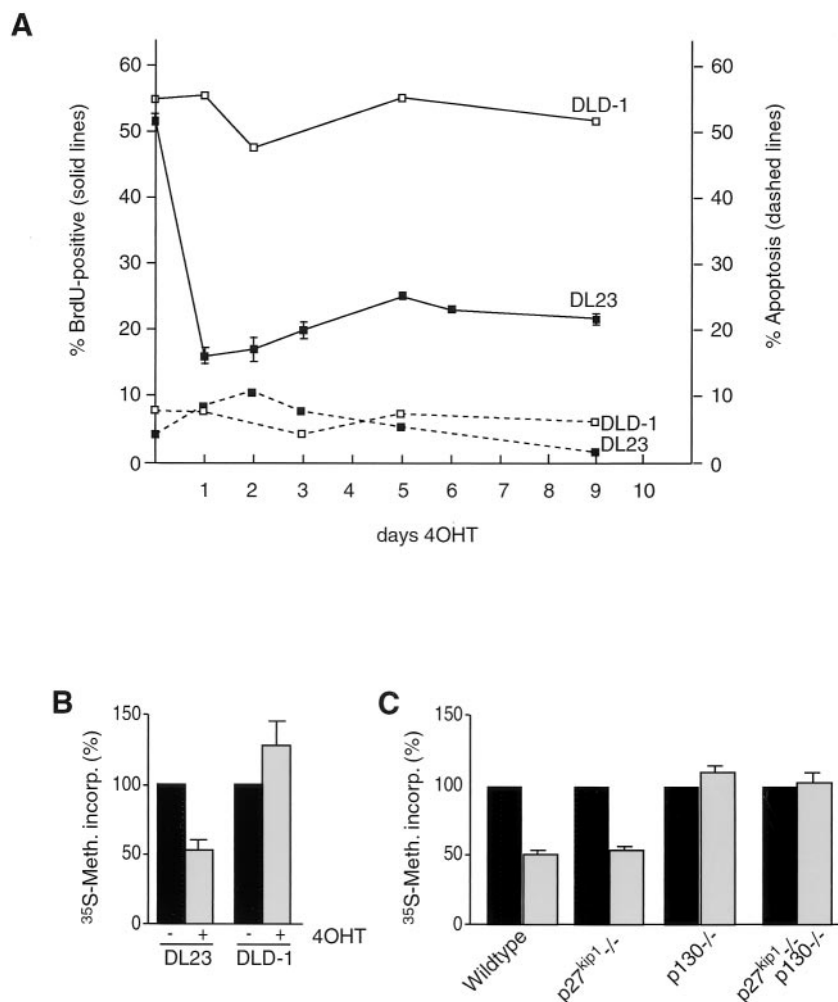 A
% BrdU-positive (solid lines)
% Apoptosis (dashed lines)
60
50
40
30
20
10
0
60
50
40
30
20
10
0
DLD-1
DL23
DLD-1
DL23
1 2 3 4 5 6 7 8 9 10
days 4OHT
B
35S-Meth. incorp. (%)
150
100
50
0
- + - + 4OHT
DL23 DLD-1
C
35S-Meth. incorp. (%)
150
100
50
0
Wildtype
p27kip1 -/-
p130-/-
p27kip1 -/-
p130-/-